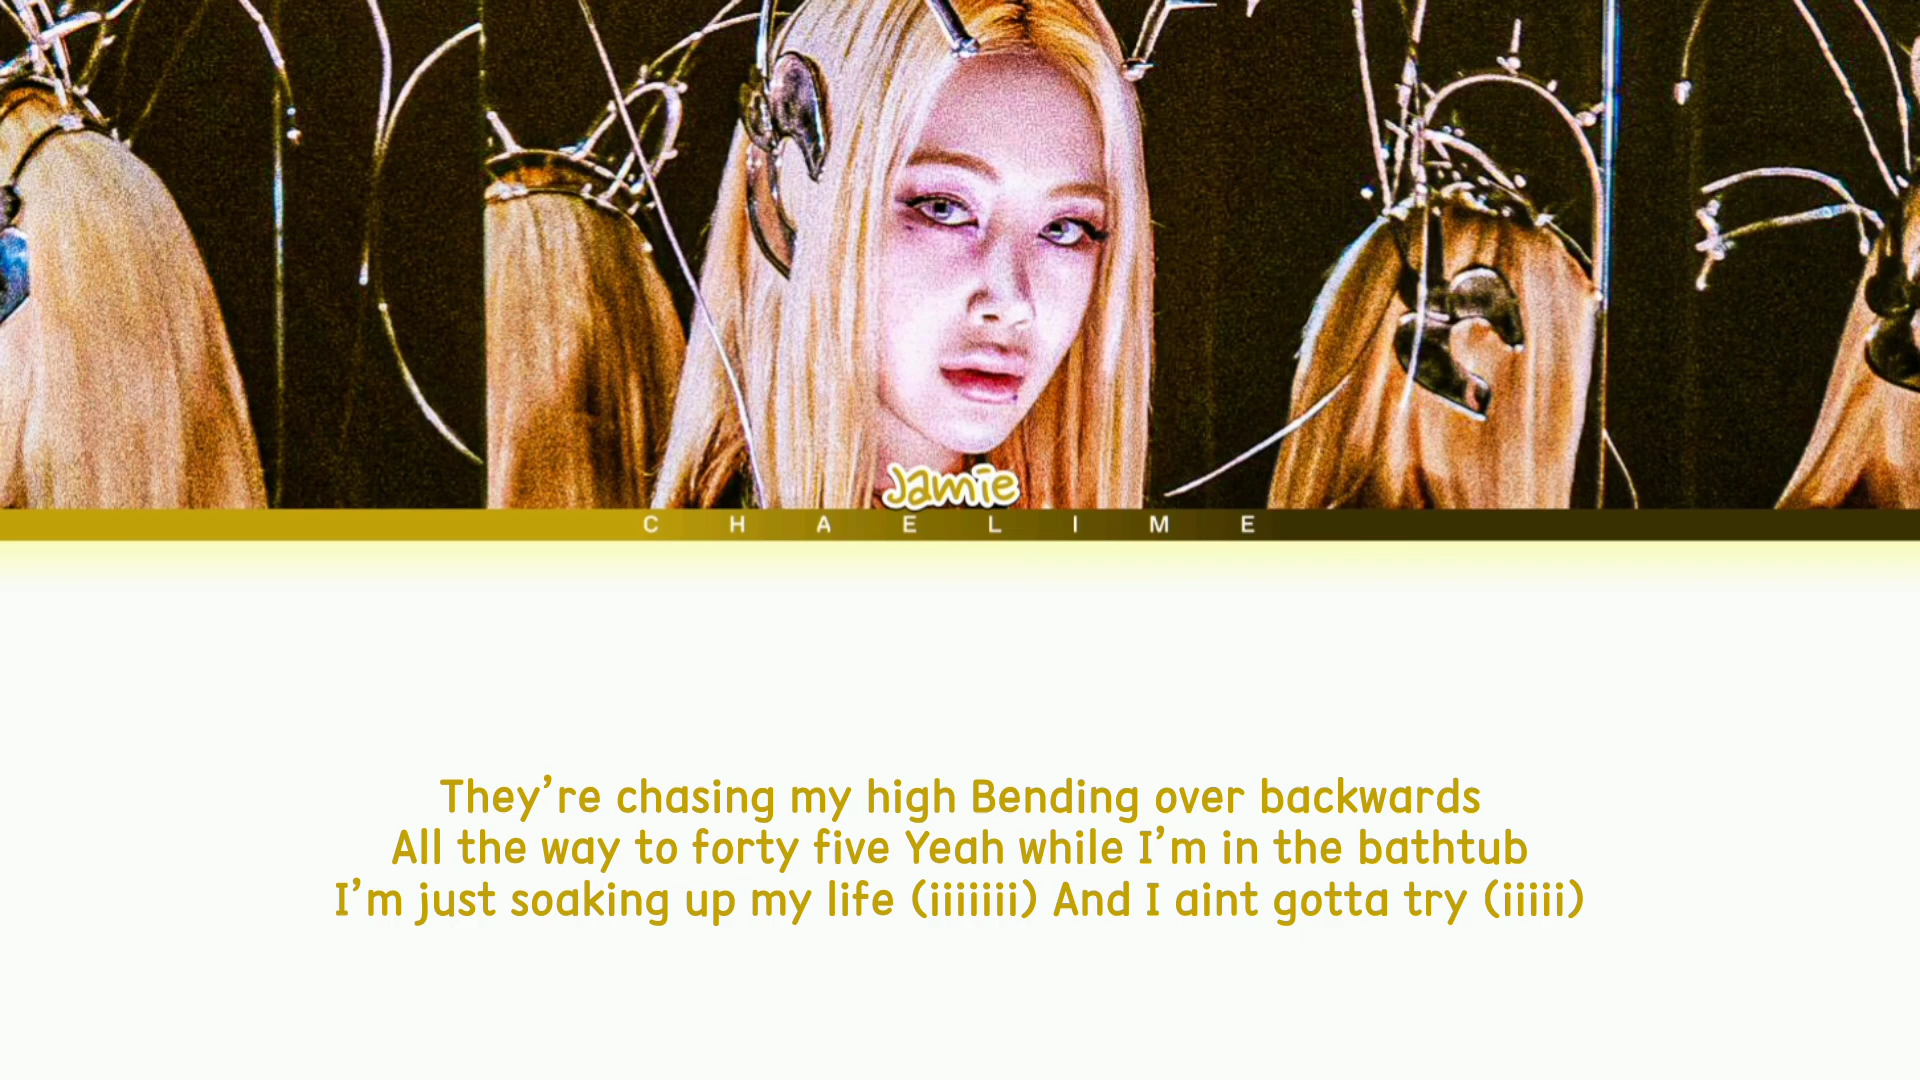 Jamie
CHAELIME
They’re chasing my high Bending over backwards
All the way to forty five Yeah while I’m in the bathtub
I’m just soaking up my life (iiiiiii) And I aint gotta try (iiiii)